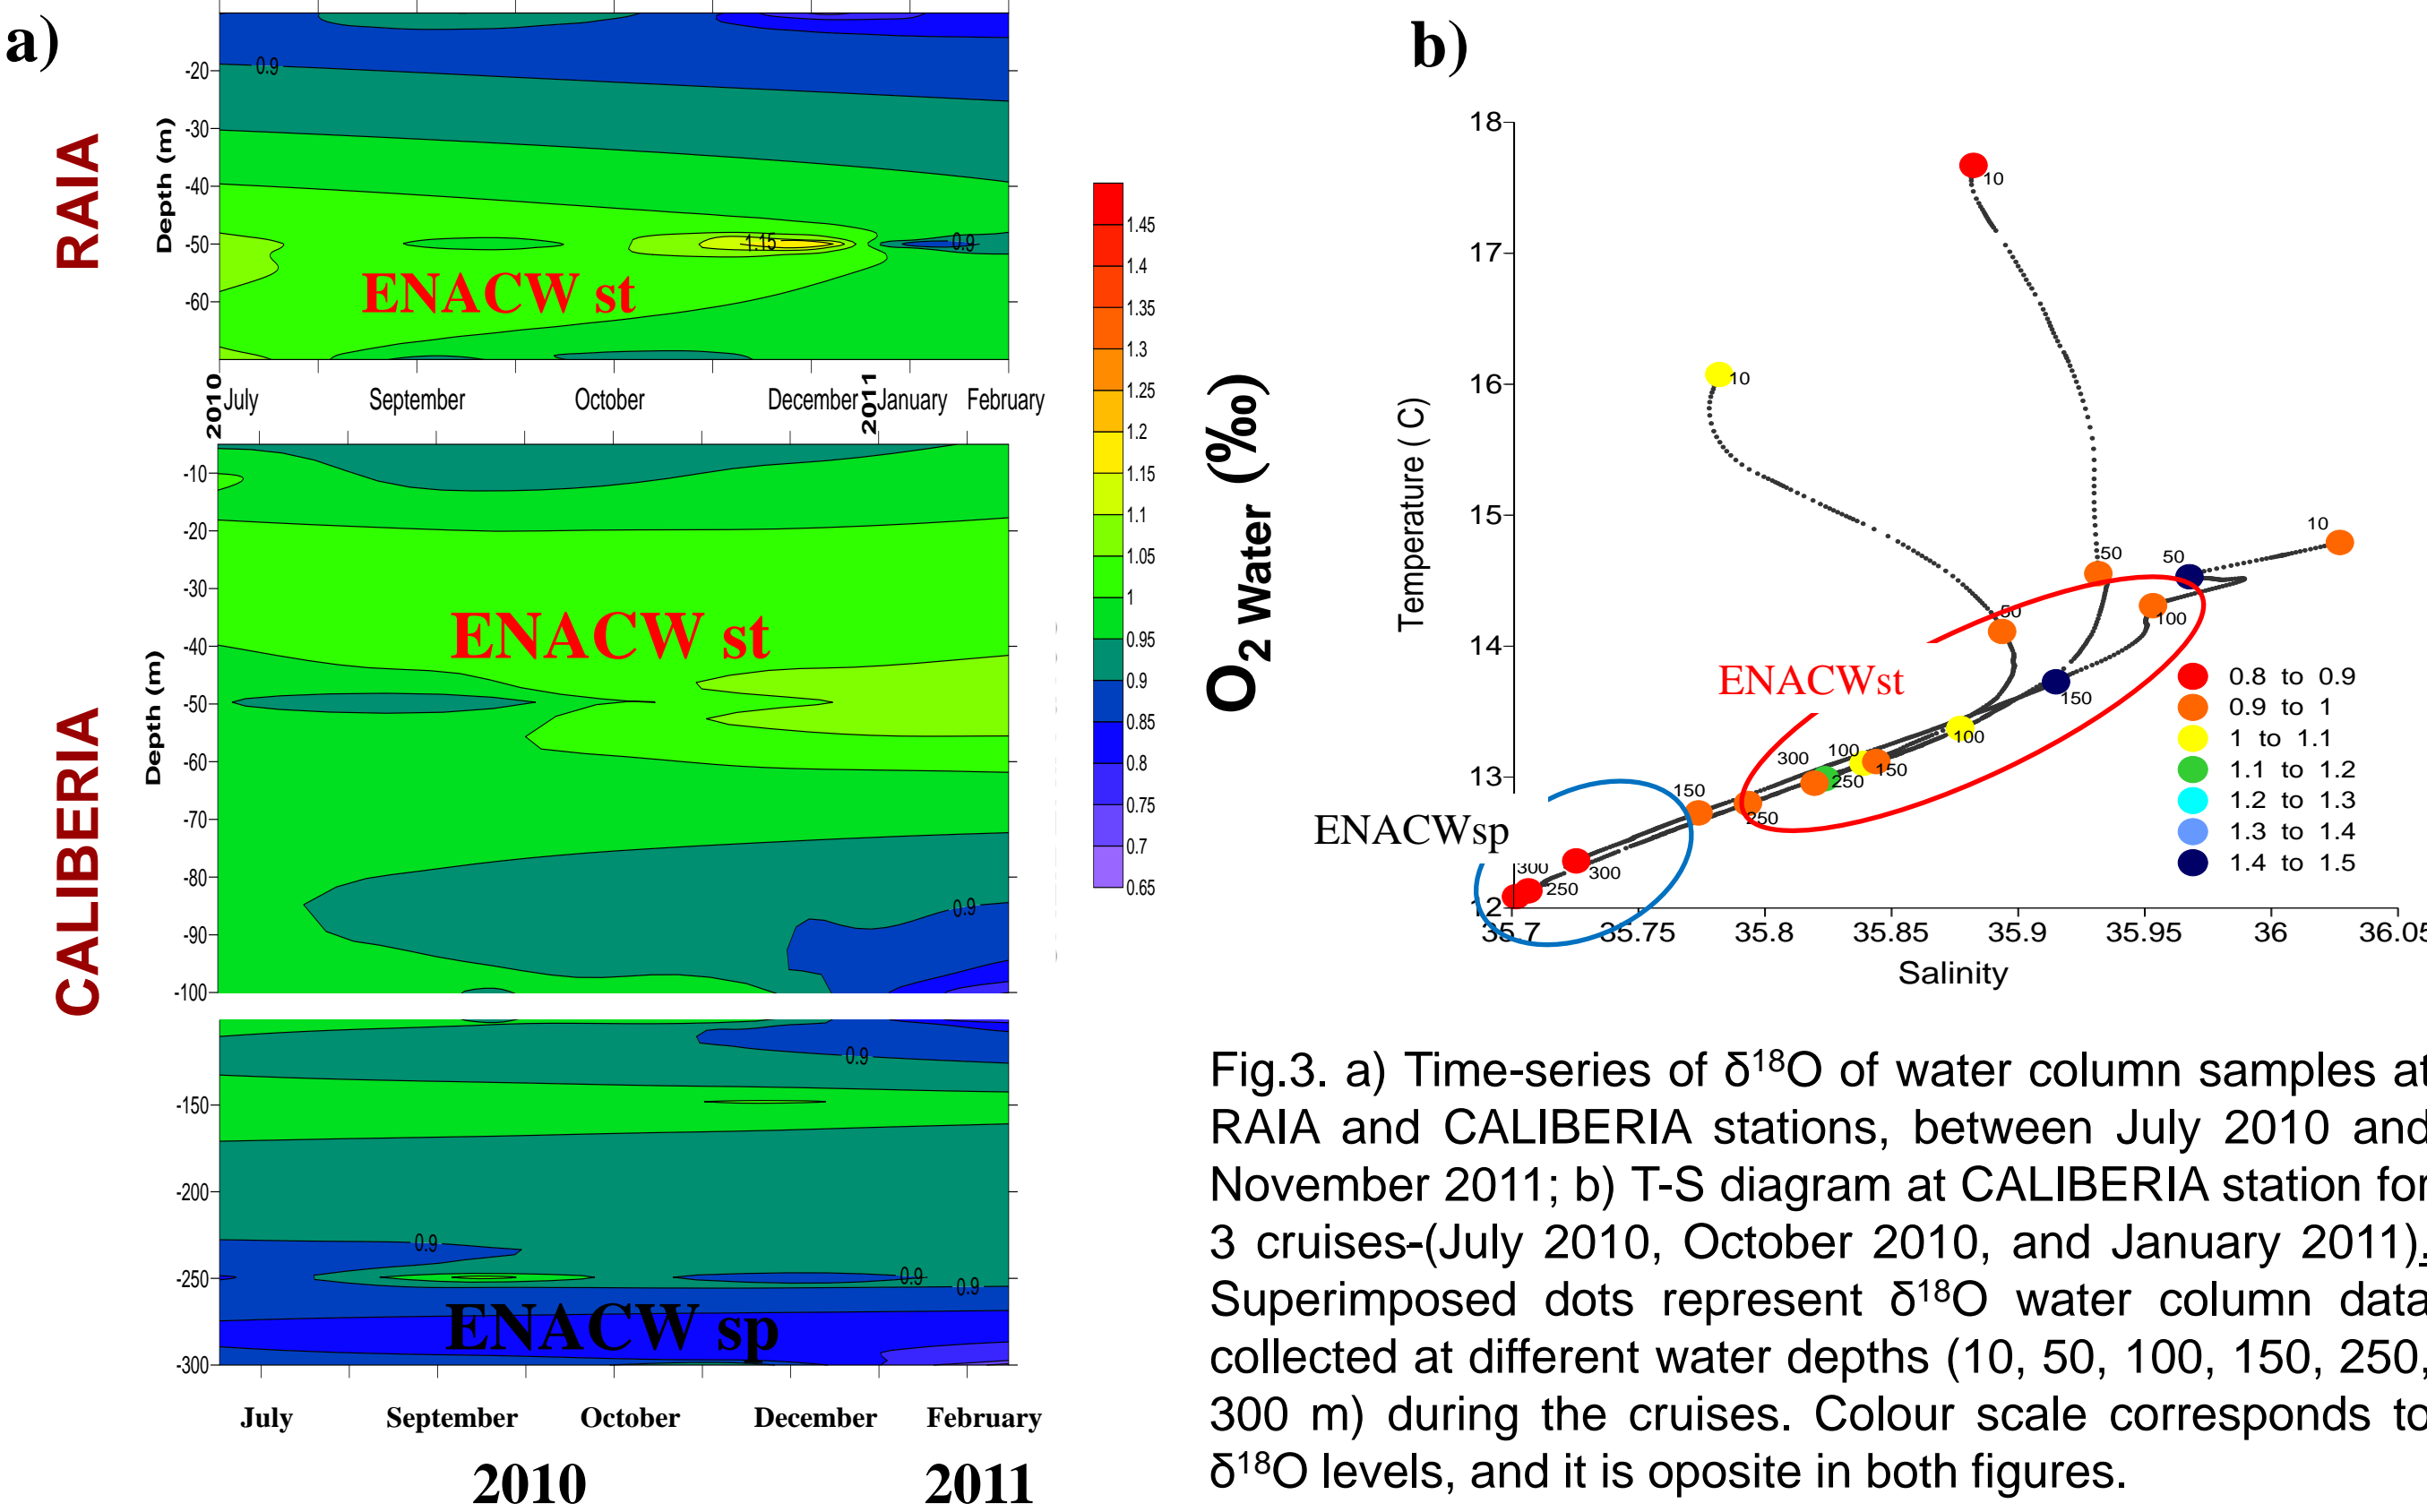 a)
RAIA
Depth (m)
-20
-30
-40
-50
-60
0.9
1.15
0.9
ENACW st
2010
July
September
October
December
2011
January
February
CALIBERIA
Depth (m)
-10
-20
-30
-40
-50
-60
-70
-80
-90
-100
ENACW st
0.9
-150
-200
-250
-300
0.9
0.9
0.9
0.9
ENACW sp
July
September
October
December
February
2010
2011
1.45
1.4
1.35
1.3
1.25
1.2
1.15
1.1
1.05
1
0.95
0.9
0.85
0.8
0.75
0.7
0.65
O2 Water (‰)
b)
Temperature ( C)
18
17
16
15
14
13
12
10
10
10
50
50
50
100
150
100
300
100
150
250
150
250
300
300
250
ENACWst
ENACWsp
0.8 to 0.9
0.9 to 1
1 to 1.1
1.1 to 1.2
1.2 to 1.3
1.3 to 1.4
1.4 to 1.5
35.7
35.75
35.8
35.85
35.9
35.95
36
36.05
Salinity
Fig.3. a) Time-series of δ18O of water column samples at
RAIA and CALIBERIA stations, between July 2010 and
November 2011; b) T-S diagram at CALIBERIA station for
3 cruises-(July 2010, October 2010, and January 2011).
Superimposed dots represent δ18O water column data
collected at different water depths (10, 50, 100, 150, 250,
300 m) during the cruises. Colour scale corresponds to
δ18O levels, and it is oposite in both figures.